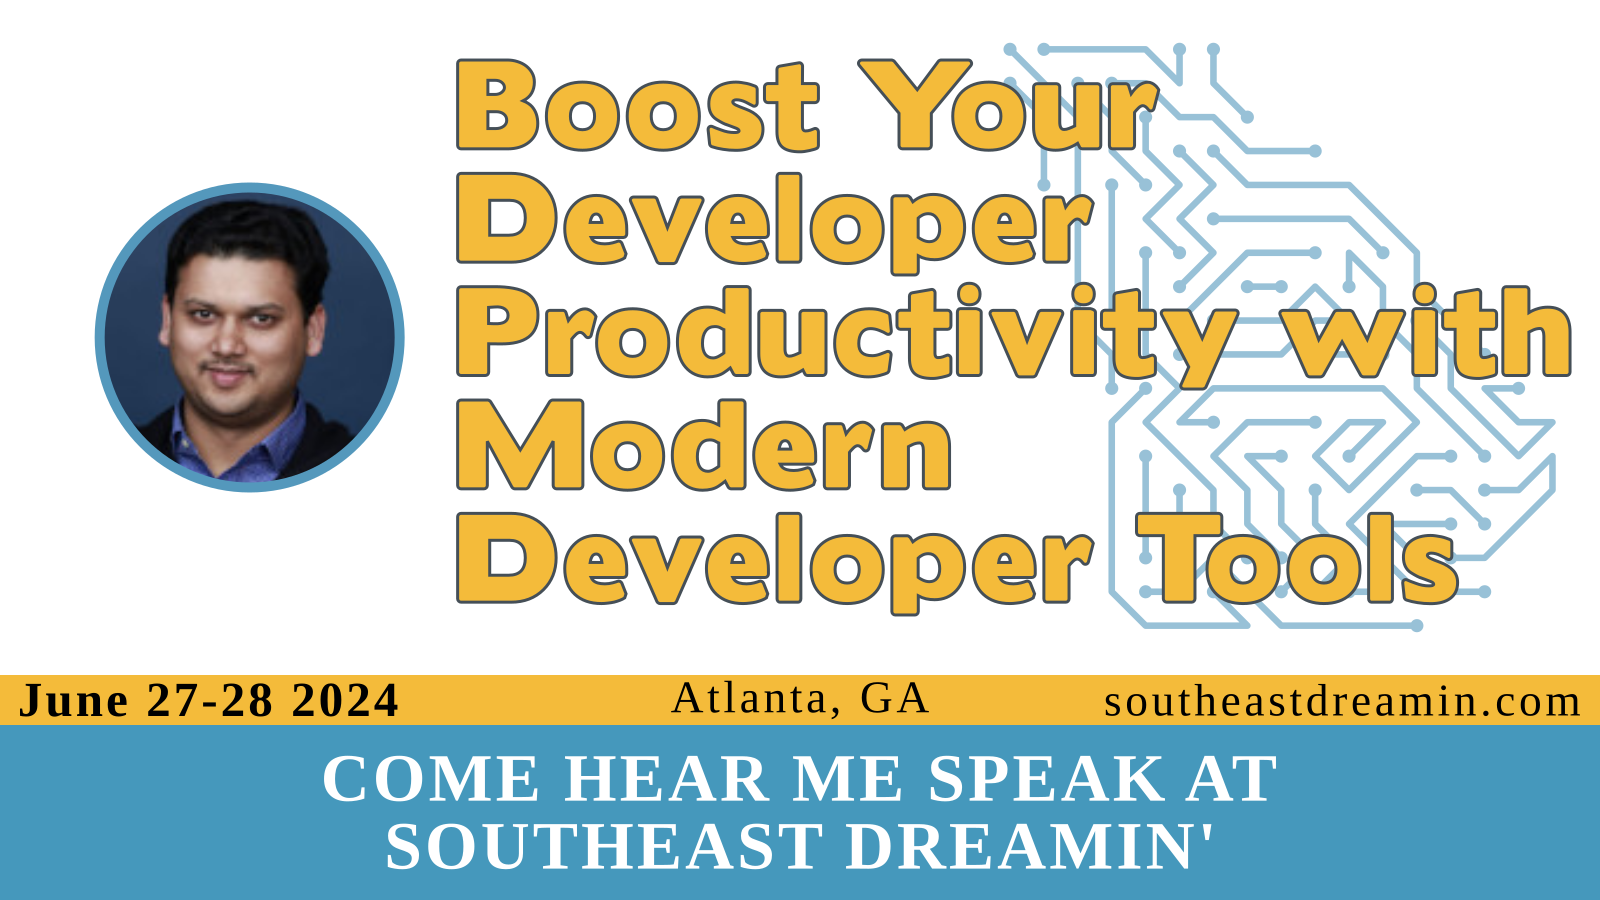 Boost Your
Developer
Productivity with
Modern
Developer Tools
June 27-28 2024
Atlanta, GA
southeastdreamin.com
COME HEAR ME SPEAK AT
SOUTHEAST DREAMIN'